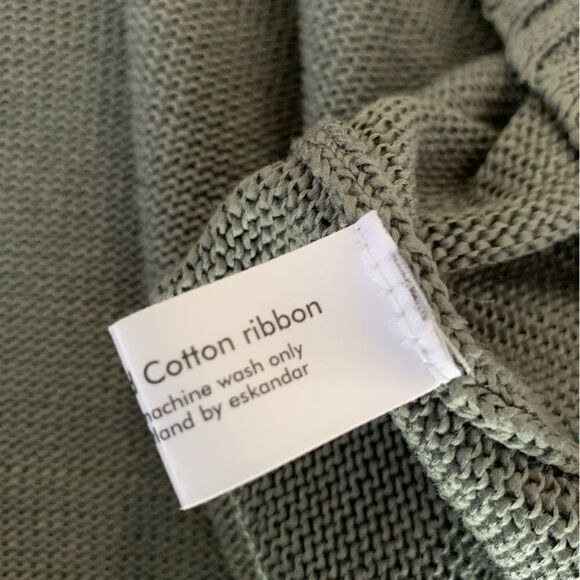 Cotton ribbon
machine wash only
land by eskandar